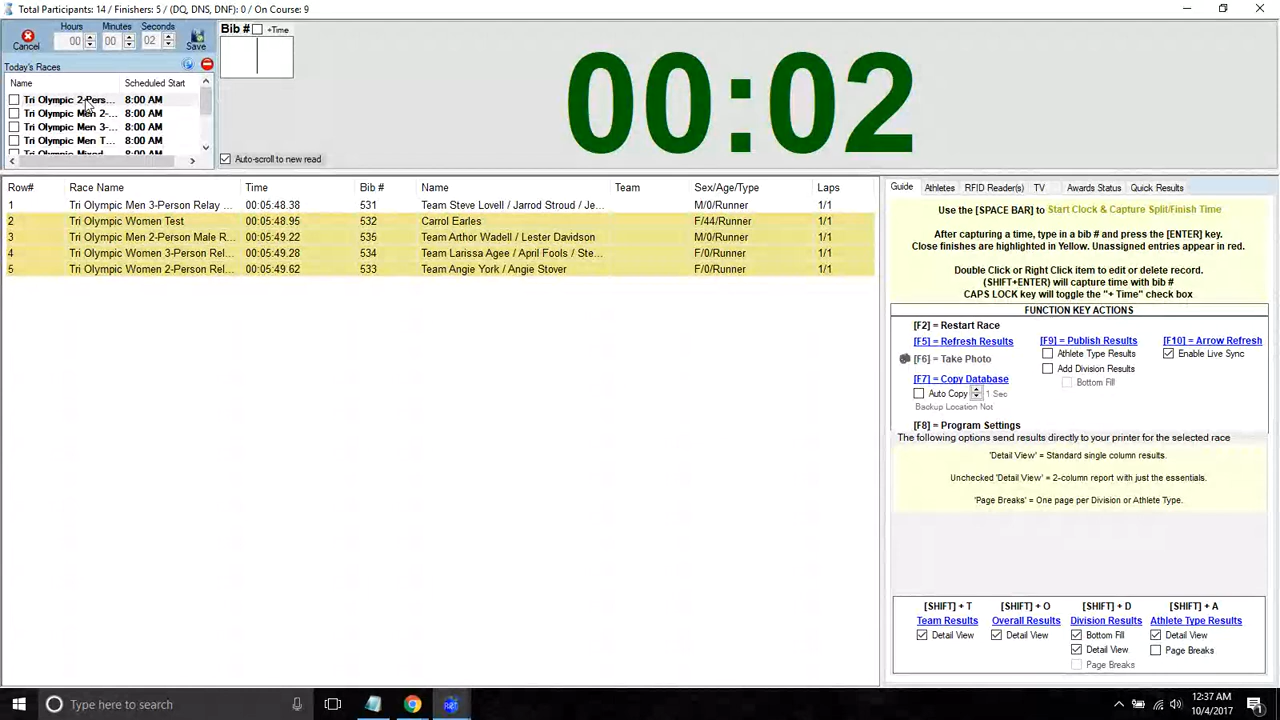 Total Participants: 14 / Finishers: 5 / (DQ, DNS, DNF): 0 / On Course: 9
Hours Minutes Seconds
00 00 02
Cancel Save
Bib # +Time
Today's Races
Name Scheduled Start
Tri Olympic 2-Pers... 8:00 AM
Tri Olympic Men 2-... 8:00 AM
Tri Olympic Men 3-... 8:00 AM
Tri Olympic Men T... 8:00 AM
Tri Olympic Mixed 8:00 AM
Auto-scroll to new read
00:02
Row# Race Name Time Bib # Name Team Sex/Age/Type Laps
1 Tri Olympic Men 3-Person Relay ... 00:05:48.38 531 Team Steve Lovell / Jarrod Stroud / Je... M/0/Runner 1/1
2 Tri Olympic Women Test 00:05:48.95 532 Carrol Earles F/44/Runner 1/1
3 Tri Olympic Men 2-Person Male R... 00:05:49.22 535 Team Arthor Wadell / Lester Davidson M/0/Runner 1/1
4 Tri Olympic Women 3-Person Rel... 00:05:49.28 534 Team Larissa Agee / April Fools / Ste... F/0/Runner 1/1
5 Tri Olympic Women 2-Person Rel... 00:05:49.62 533 Team Angie York / Angie Stover F/0/Runner 1/1
Guide Athletes RFID Reader(s) TV Awards Status Quick Results
Use the [SPACE BAR] to Start Clock & Capture Split/Finish Time
After capturing a time, type in a bib # and press the [ENTER] key.
Close finishes are highlighted in Yellow. Unassigned entries appear in red.
Double Click or Right Click item to edit or delete record.
(SHIFT+ENTER) will capture time with bib #
CAPS LOCK key will toggle the "+ Time" check box
FUNCTION KEY ACTIONS
[F2] = Restart Race
[F5] = Refresh Results [F9] = Publish Results [F10] = Arrow Refresh
[F6] = Take Photo Athlete Type Results Enable Live Sync
[F7] = Copy Database Add Division Results
Auto Copy 1 Sec Bottom Fill
Backup Location Not
[F8] = Program Settings
The following options send results directly to your printer for the selected race
'Detail View' = Standard single column results.
Unchecked 'Detail View' = 2-column report with just the essentials.
'Page Breaks' = One page per Division or Athlete Type.
[SHIFT] + T [SHIFT] + O [SHIFT] + D [SHIFT] + A
Team Results Overall Results Division Results Athlete Type Results
Detail View Detail View Bottom Fill Detail View
Detail View Page Breaks
Page Breaks
Type here to search
12:37 AM
10/4/2017